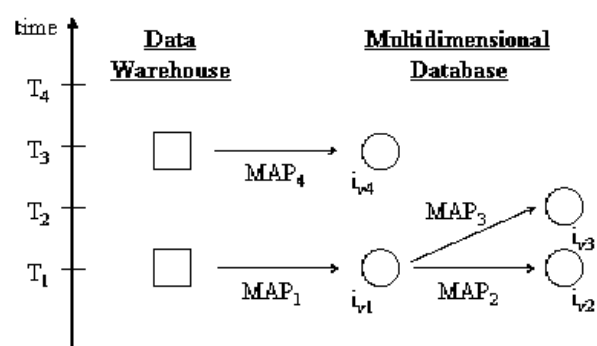 time
Data
Warehouse
Multidimensional
Database
T4
T3
MAP4
iv4
T2
MAP3
iv3
T1
MAP1
iv1
MAP2
iv2